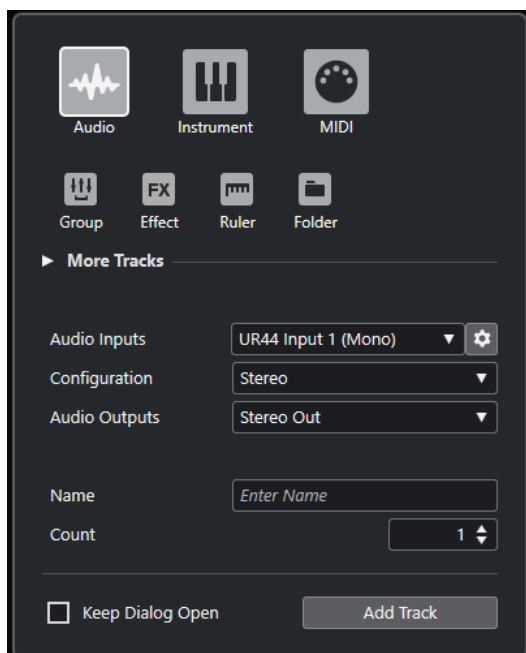 Audio Instrument MIDI
FX
Group Effect Ruler Folder
More Tracks
Audio Inputs UR44 Input 1 (Mono)
Configuration Stereo
Audio Outputs Stereo Out
Name Enter Name
Count 1
Keep Dialog Open Add Track